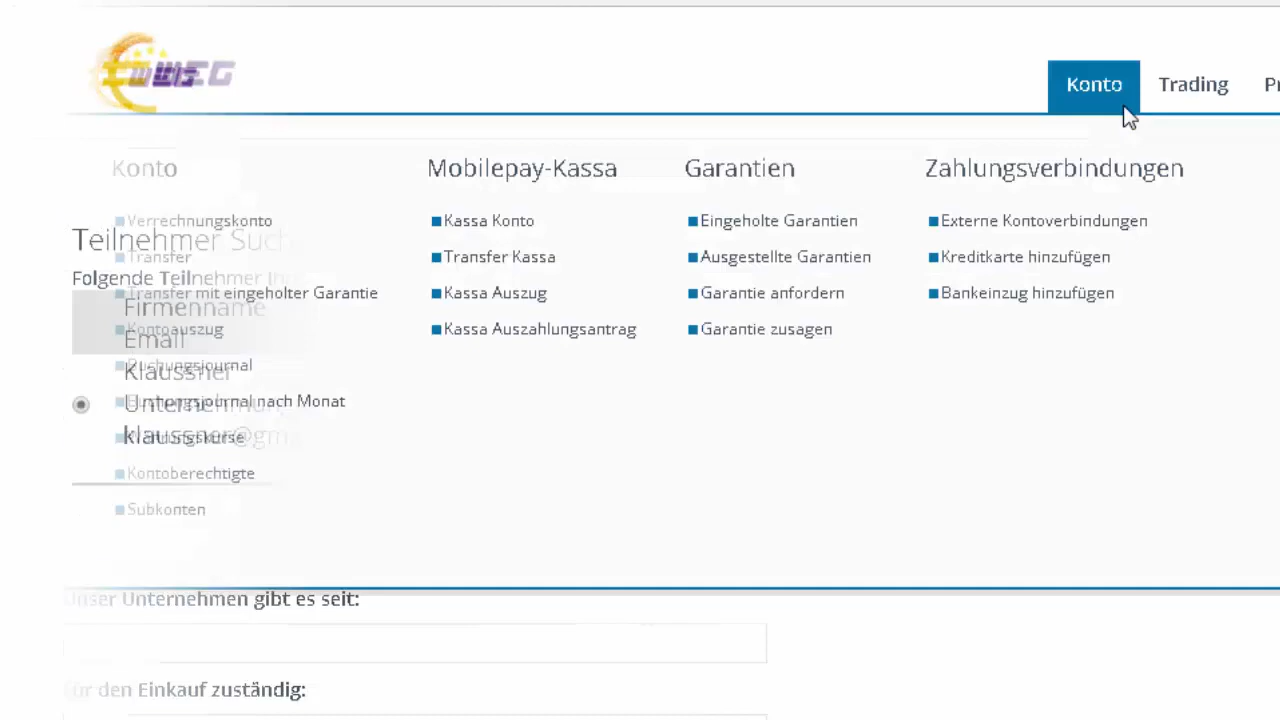 Konto
Trading
Konto
Mobilepay-Kassa
Garantien
Zahlungsverbindungen
Verrechnungskonto
Transfer
Transfer mit eingeholter Garantie
Kontoauszug
Buchungsjournal
Buchungsjournal nach Monat
Währungskurse
Kontoberechtigte
Subkonten
Kassa Konto
Transfer Kassa
Kassa Auszug
Kassa Auszahlungsantrag
Eingeholte Garantien
Ausgestellte Garantien
Garantie anfordern
Garantie zusagen
Externe Kontoverbindungen
Kreditkarte hinzufügen
Bankeinzug hinzufügen
Teilnehmer
Folgende Teilnehmer
Firmenname
Email
Klaussner
Unser Unternehmen gibt es seit:
für den Einkauf zuständig: